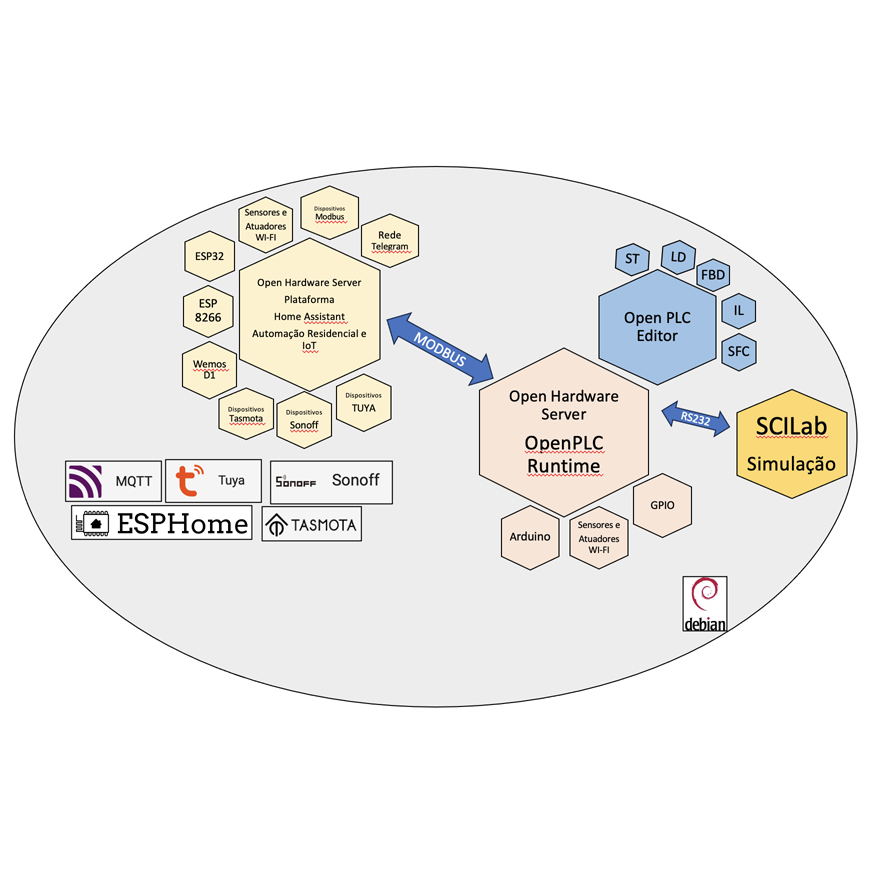 Sensores e
Atuadores
WI-FI
Dispositivos
Modbus
Rede
Telegram
ESP32
ESP
8266
Wemos
D1
Dispositivos
Tasmota
Dispositivos
Sonoff
Dispositivos
TUYA
Open Hardware Server
Plataforma
Home Assistant
Automação Residencial e
IoT
MODBUS
ST
LD
FBD
IL
SFC
Open PLC
Editor
Open Hardware
Server
OpenPLC
Runtime
RS232
SCILab
Simulação
GPIO
Arduino
Sensores e
Atuadores
WI-FI
MQTT
Tuya
SONOFF
Sonoff
ESPHome
TASMOTA
debian